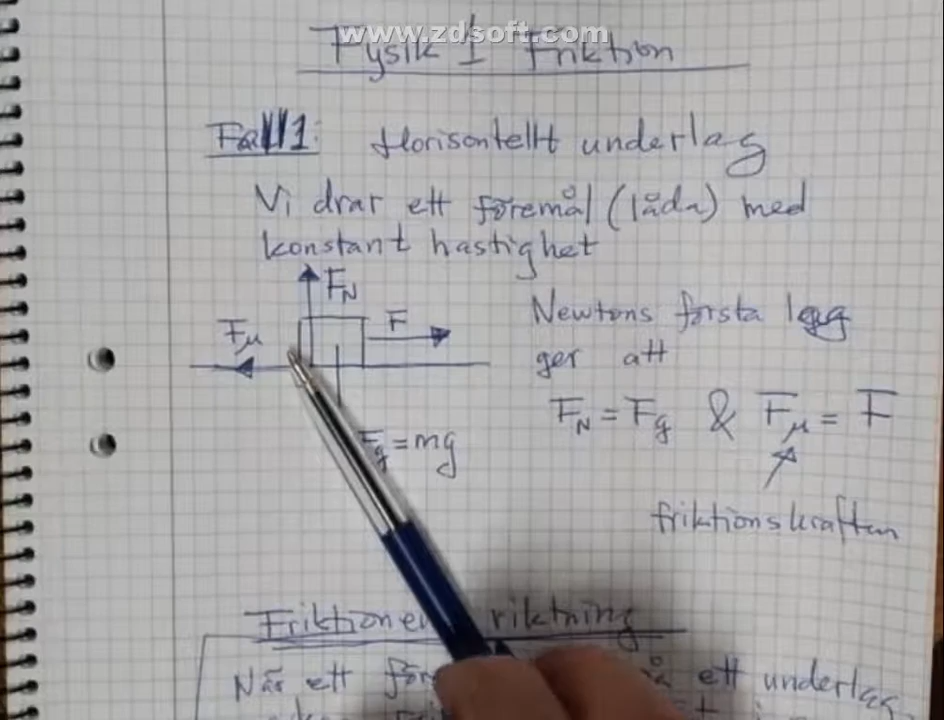 www.zdsoft.com
Fysik 1 Friktion
Fall 1: Horisontellt underlag
Vi drar ett föremål (låda) med
konstant hastighet
F_N
F_μ
F
F_g = mg
Newtons första lag
ger att
F_N = F_g & F_μ = F
friktionskraften
riktning
När ett
ett underlag